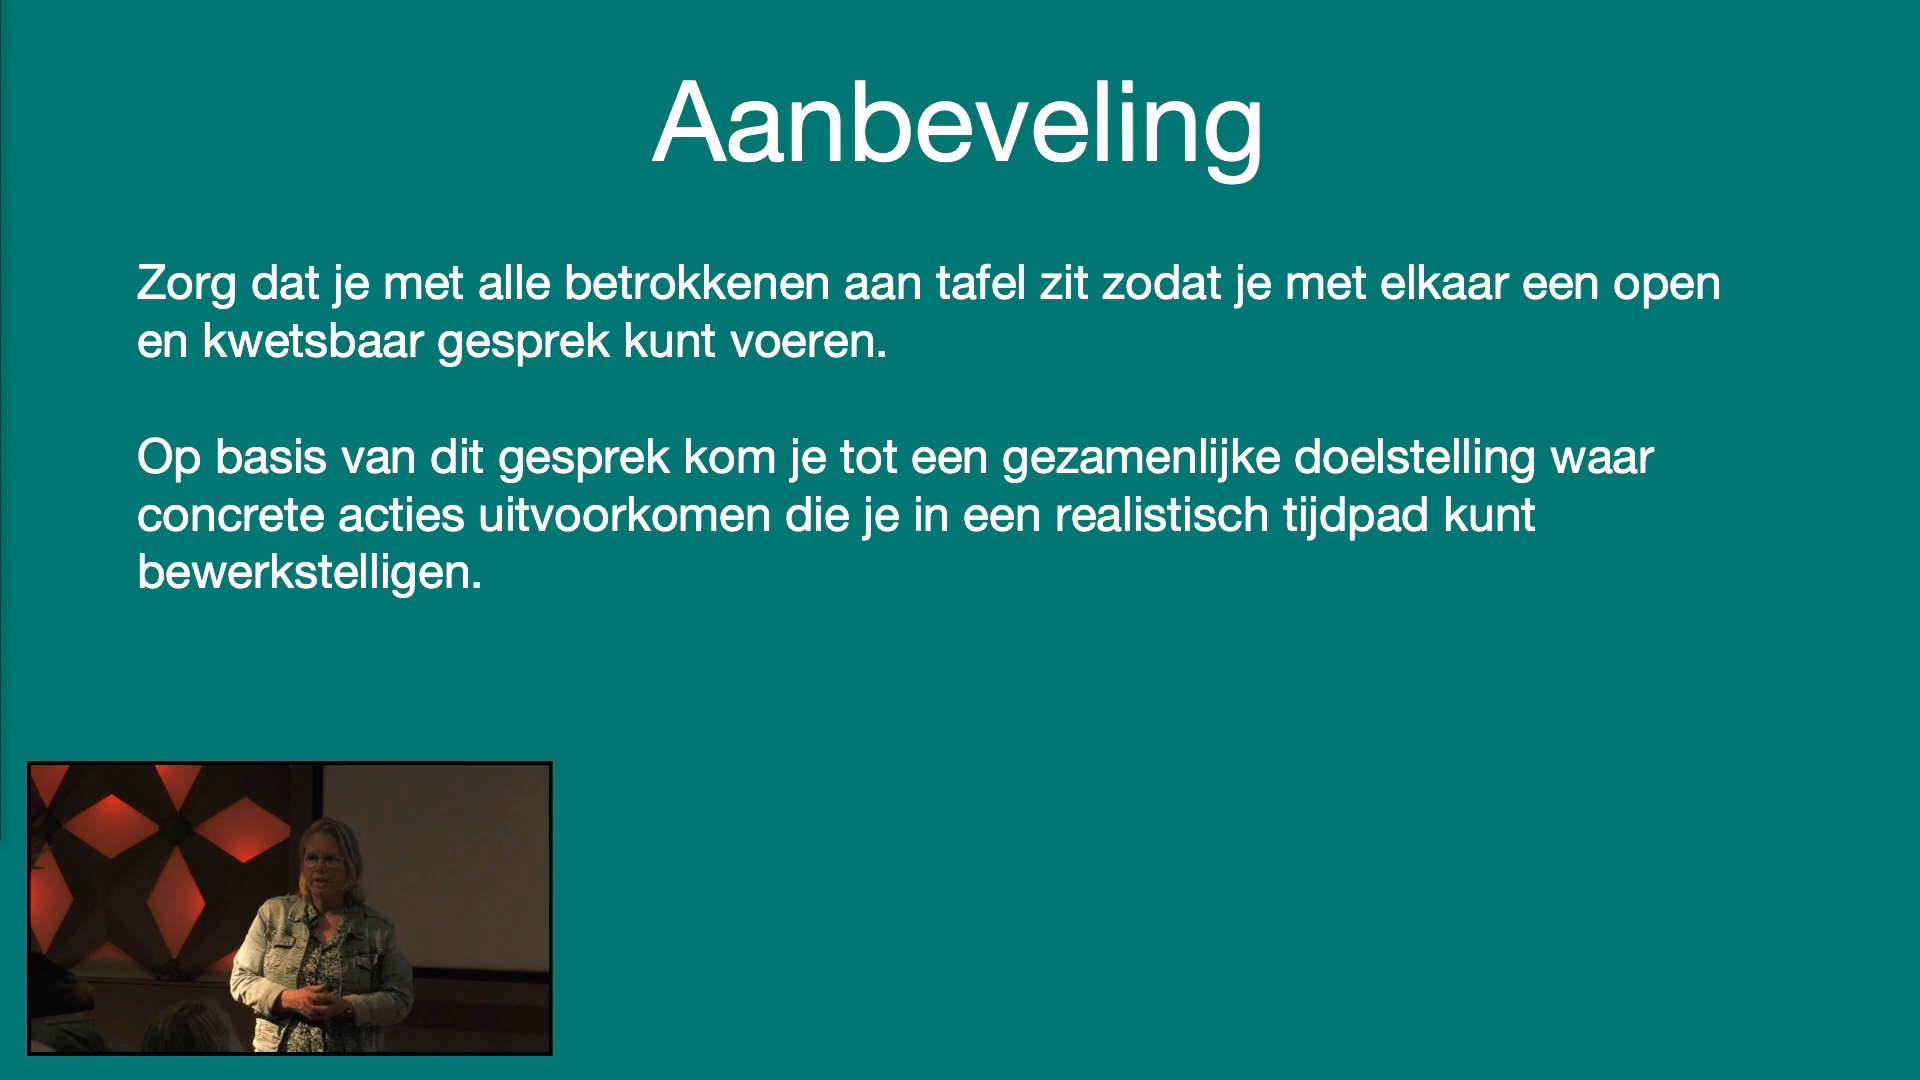 Aanbeveling
Zorg dat je met alle betrokkenen aan tafel zit zodat je met elkaar een open
en kwetsbaar gesprek kunt voeren.
Op basis van dit gesprek kom je tot een gezamenlijke doelstelling waar
concrete acties uitvoorkomen die je in een realistisch tijdpad kunt
bewerkstelligen.